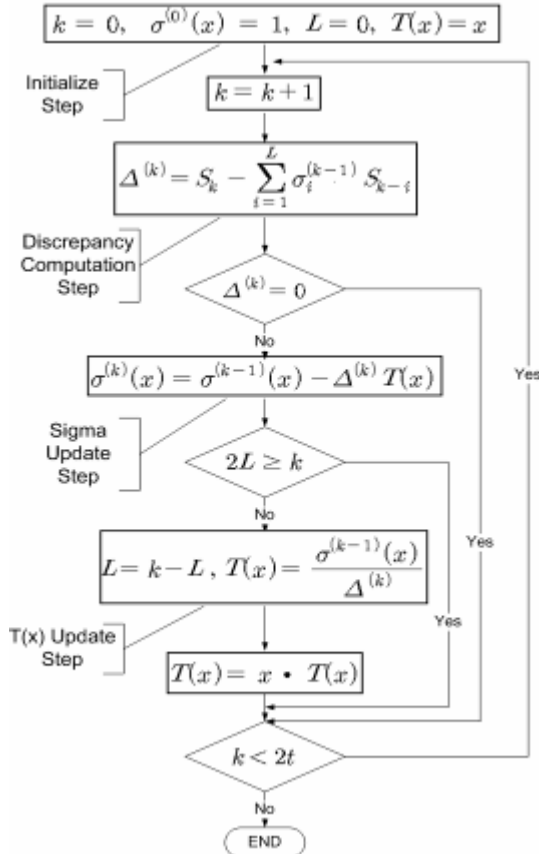 k = 0, σ^(0)(x) = 1, L = 0, T(x) = x
Initialize
Step
k = k + 1
Δ^(k) = S_k − ∑_{i=1}^{L} σ_i^(k−1) S_{k−i}
Discrepancy
Computation
Step
Δ^(k) = 0
No
Yes
σ^(k)(x) = σ^(k−1)(x) − Δ^(k) T(x)
Sigma
Update
Step
2L ≥ k
No
Yes
L = k − L, T(x) = σ^(k−1)(x) / Δ^(k)
Yes
T(x) Update
Step
T(x) = x • T(x)
k < 2t
No
END